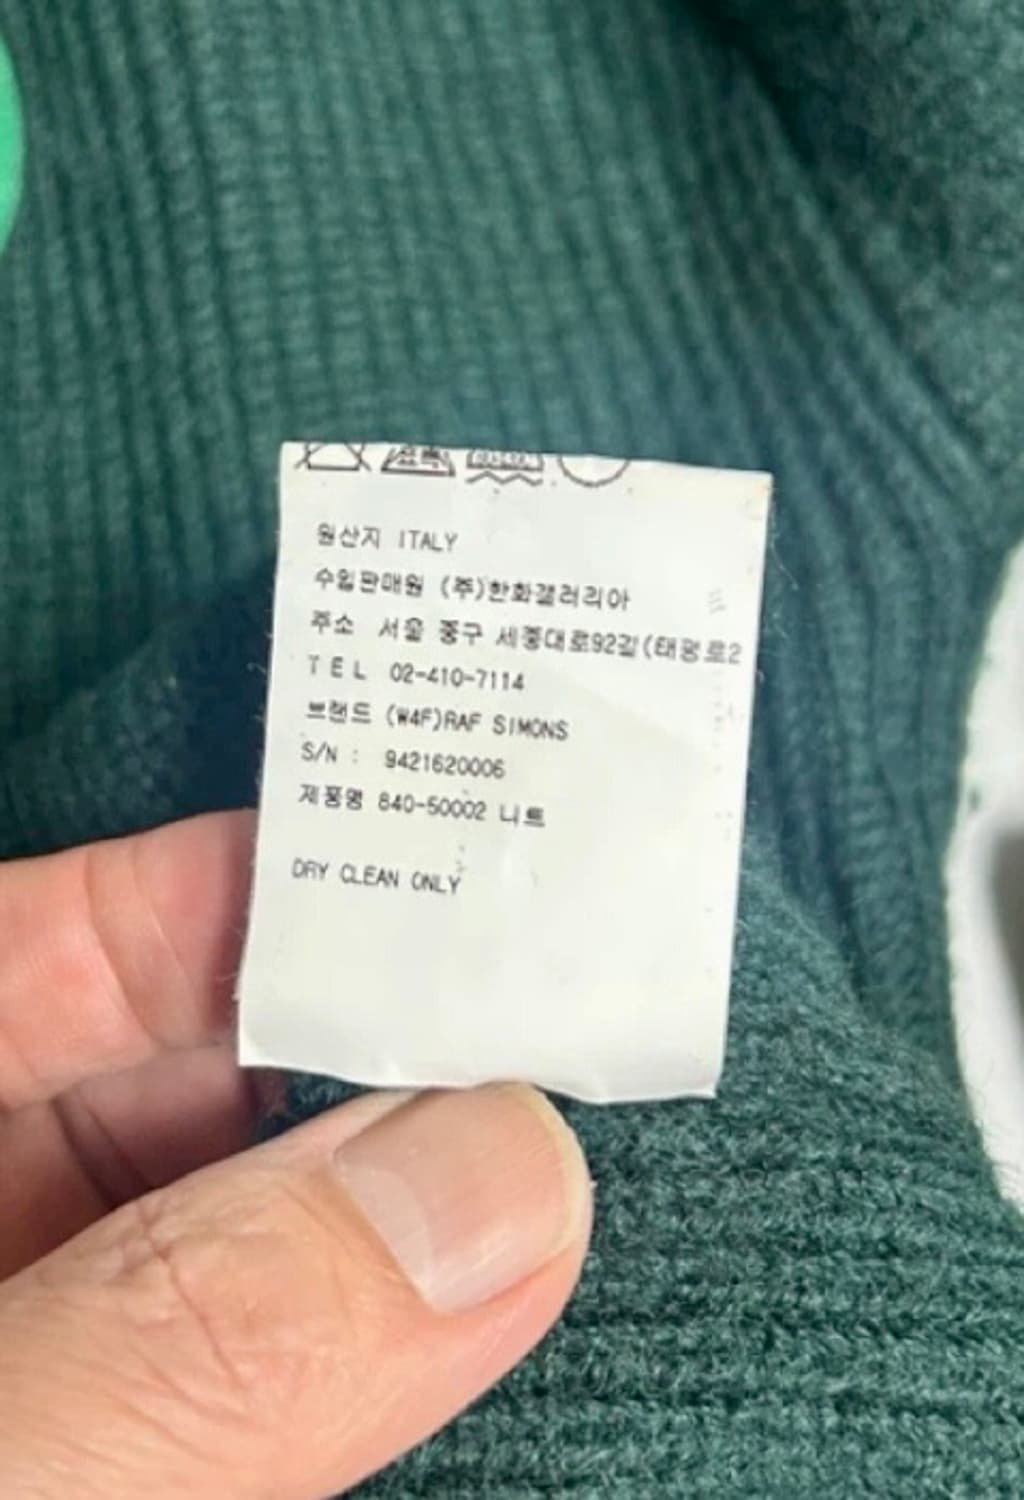 원산지 ITALY
수입판매원 (주)한화갤러리아
주소 서울 중구 세종대로92길(태평로2
TEL 02-410-7114
브랜드 (W4F)RAF SIMONS
S/N : 9421620006
제품명 840-50002 니트
DRY CLEAN ONLY